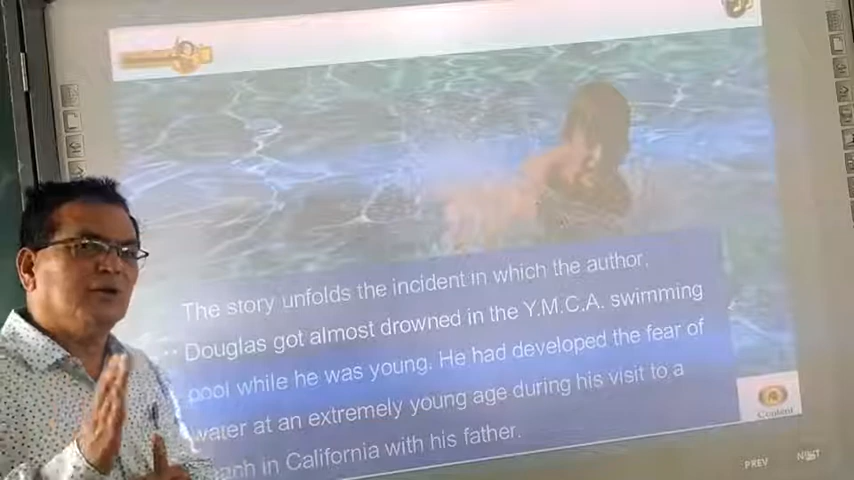 The story unfolds the incident in which the author,
Douglas got almost drowned in the Y.M.C.A. swimming
pool while he was young. He had developed the fear of
water at an extremely young age during his visit to a
in California with his father.
Content
PREV
NEXT